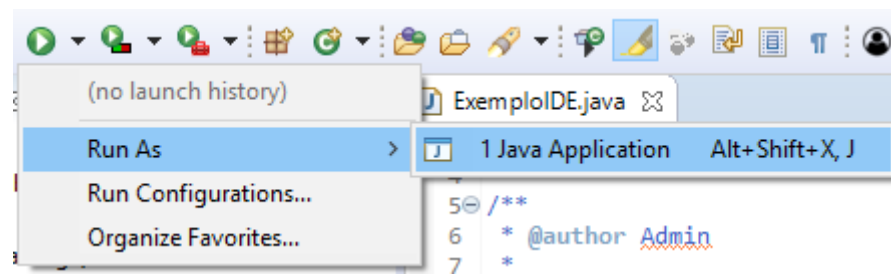 (no launch history)
ExemploIDE.java
Run As
1 Java Application Alt+Shift+X, J
Run Configurations...
5 /**
Organize Favorites...
6 * @author Admin
7 *